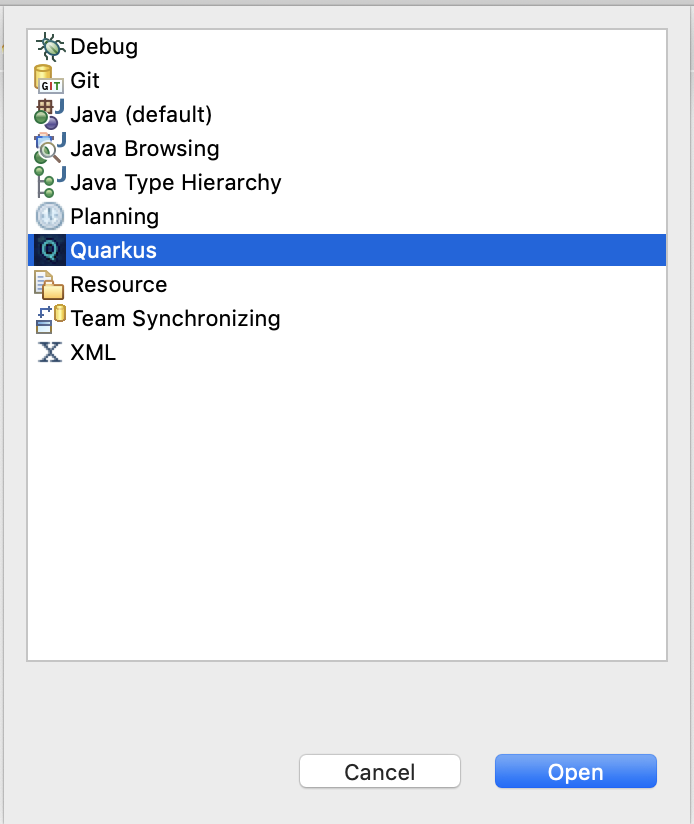 Debug
GIT
Git
J
Java (default)
J
Java Browsing
J
Java Type Hierarchy
Planning
Q
Quarkus
Resource
Team Synchronizing
X
XML
Cancel
Open